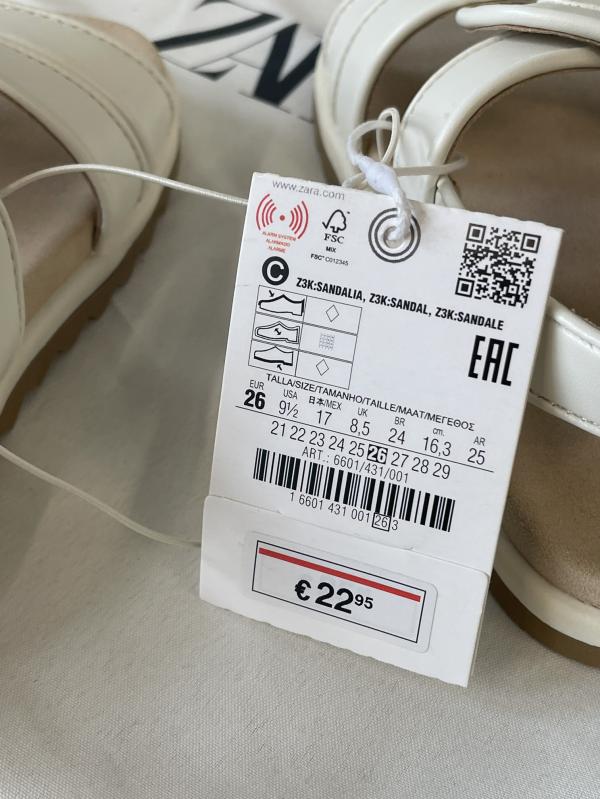 www.zara.com
ALARM SYSTEM
ALARMADO
ALARME
FSC
MIX
FSC® C012345
C
Z3K:SANDALIA, Z3K:SANDAL, Z3K:SANDALE
EAC
TALLA/SIZE/TAMANHO/TAILLE/MAAT/ΜΕΓΕΘΟΣ
EUR USA 日本/MEX UK BR cm. AR
26 9½ 17 8,5 24 16,3 25
21 22 23 24 25 26 27 28 29
ART.: 6601/431/001
1 6601 431 001 26 3
€ 22 95